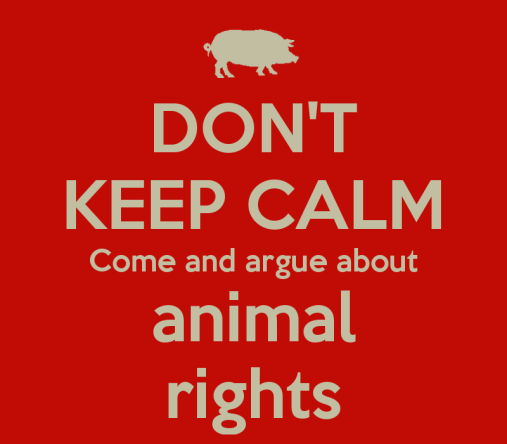 DON'T
KEEP CALM
Come and argue about
animal
rights